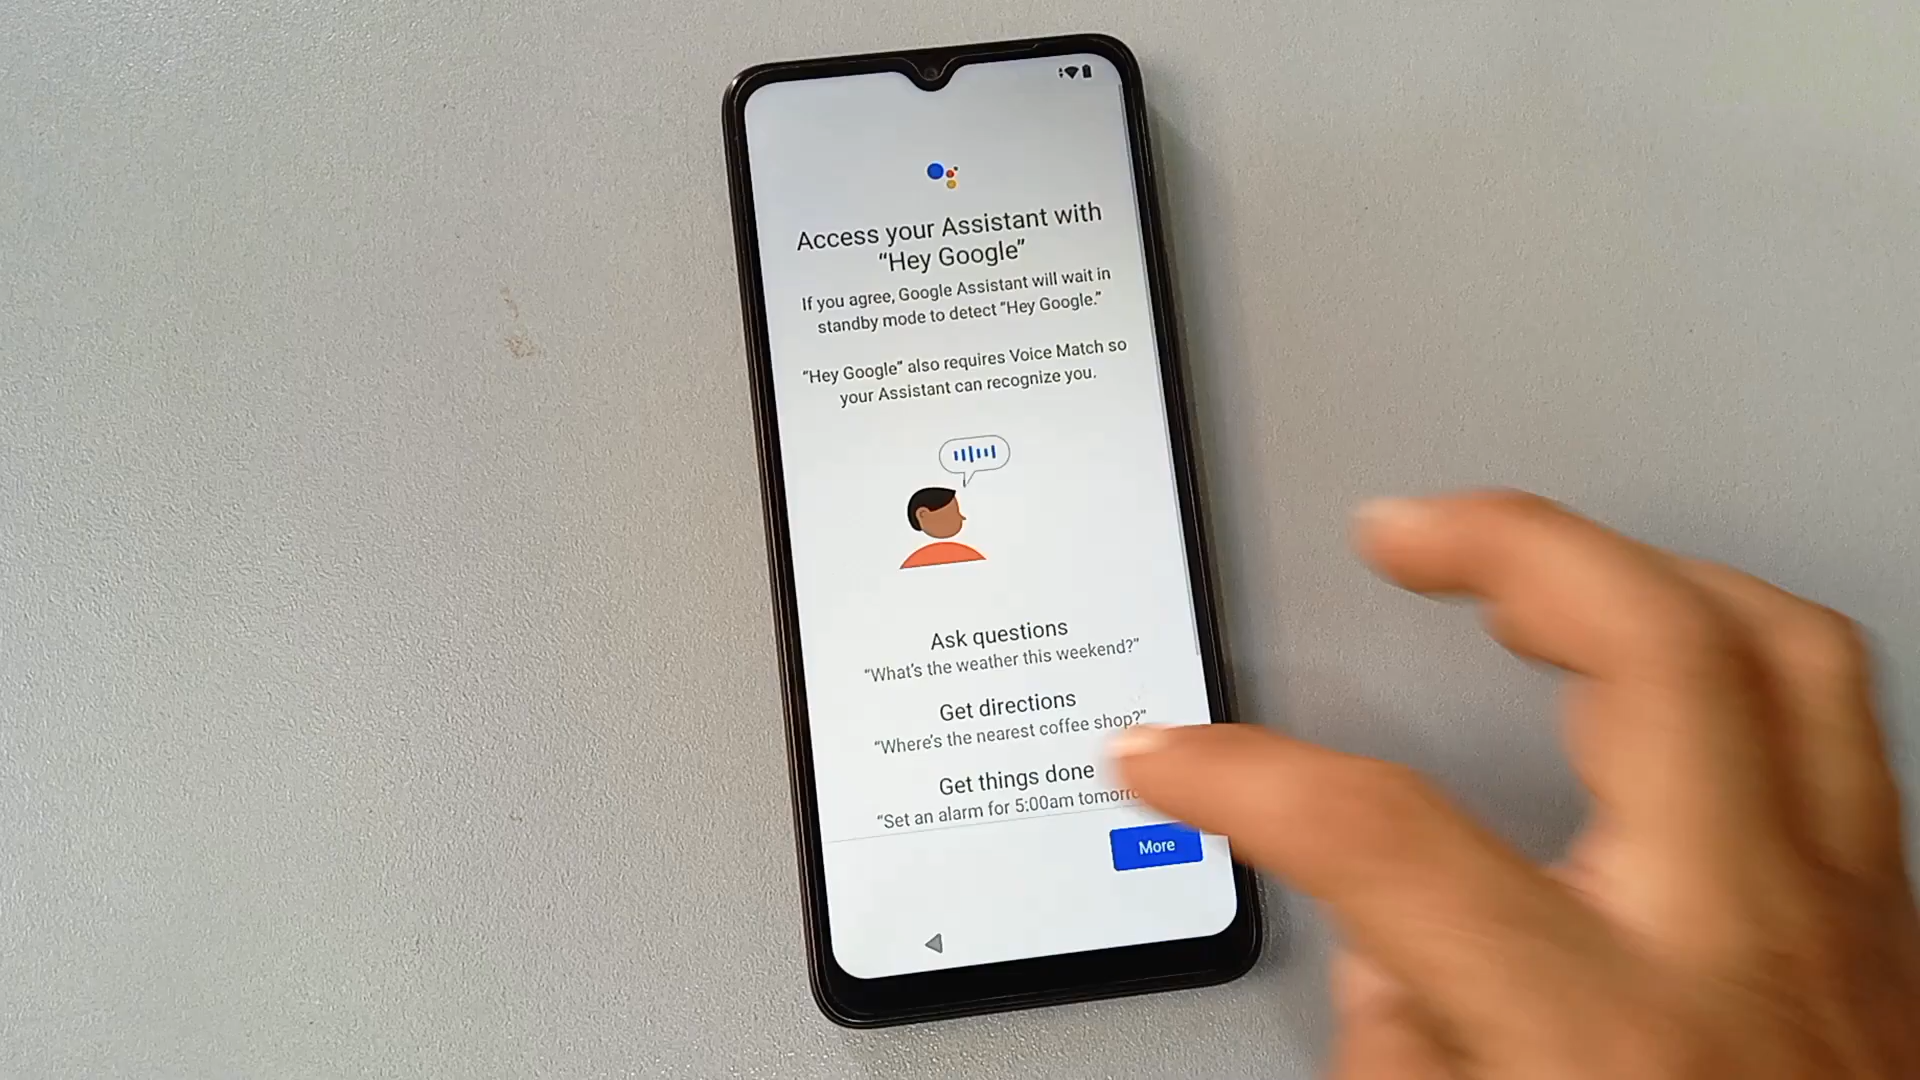 Access your Assistant with
“Hey Google”
If you agree, Google Assistant will wait in
standby mode to detect “Hey Google.”
“Hey Google” also requires Voice Match so
your Assistant can recognize you.
Ask questions
“What’s the weather this weekend?”
Get directions
“Where’s the nearest coffee shop?”
Get things done
“Set an alarm for 5:00am
More